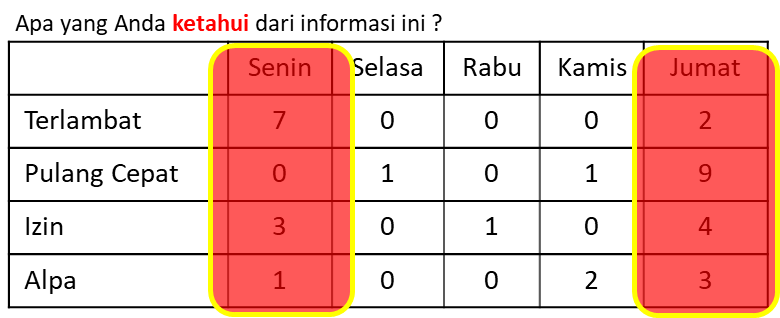 Apa yang Anda ketahui dari informasi ini ?
Senin Selasa Rabu Kamis Jumat
Terlambat 7 0 0 0 2
Pulang Cepat 0 1 0 1 9
Izin 3 0 1 0 4
Alpa 1 0 0 2 3